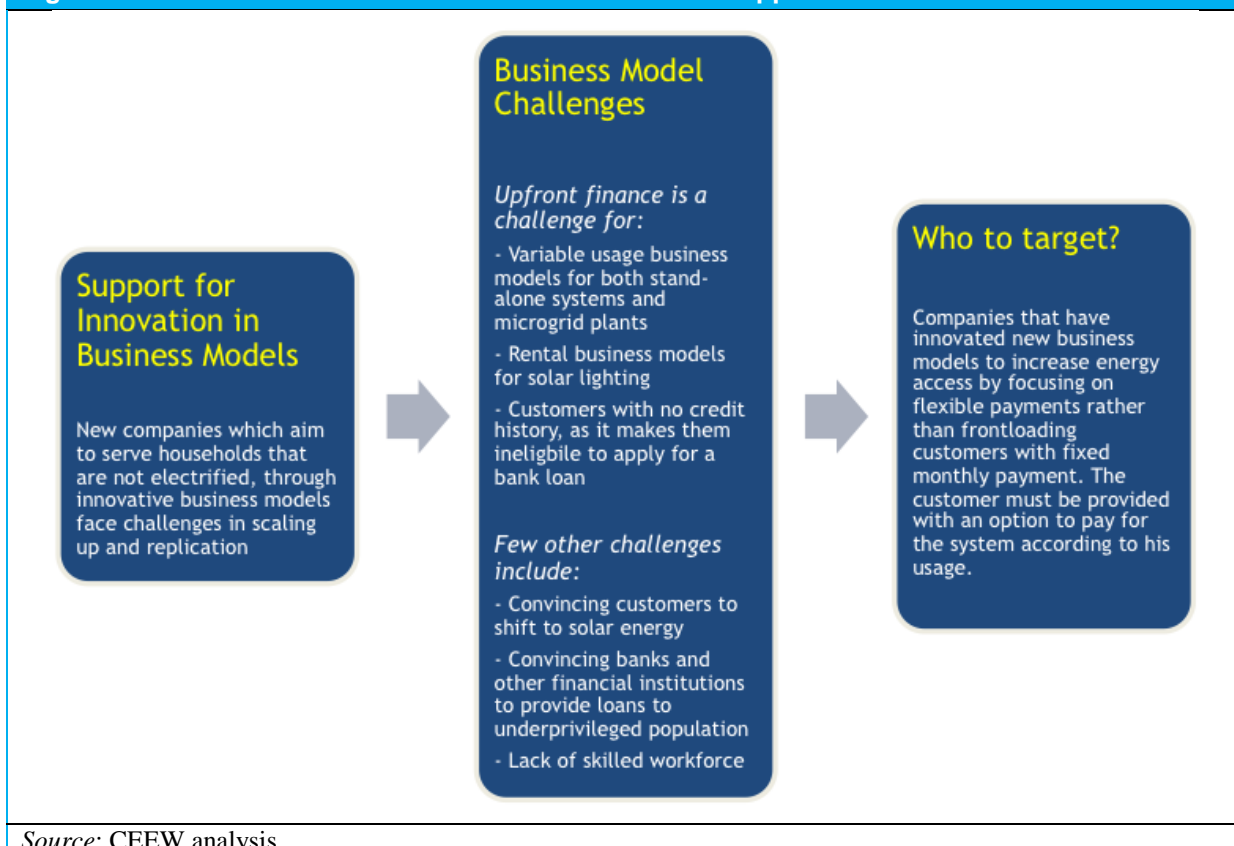 Support for
Innovation in
Business Models
New companies which aim
to serve households that
are not electrified, through
innovative business models
face challenges in scaling
up and replication
Business Model
Challenges
Upfront finance is a
challenge for:
- Variable usage business
models for both stand-
alone systems and
microgrid plants
- Rental business models
for solar lighting
- Customers with no credit
history, as it makes them
ineligbile to apply for a
bank loan
Few other challenges
include:
- Convincing customers to
shift to solar energy
- Convincing banks and
other financial institutions
to provide loans to
underprivileged population
- Lack of skilled workforce
Who to target?
Companies that have
innovated new business
models to increase energy
access by focusing on
flexible payments rather
than frontloading
customers with fixed
monthly payment. The
customer must be provided
with an option to pay for
the system according to his
usage.
Source: CEEW analysis